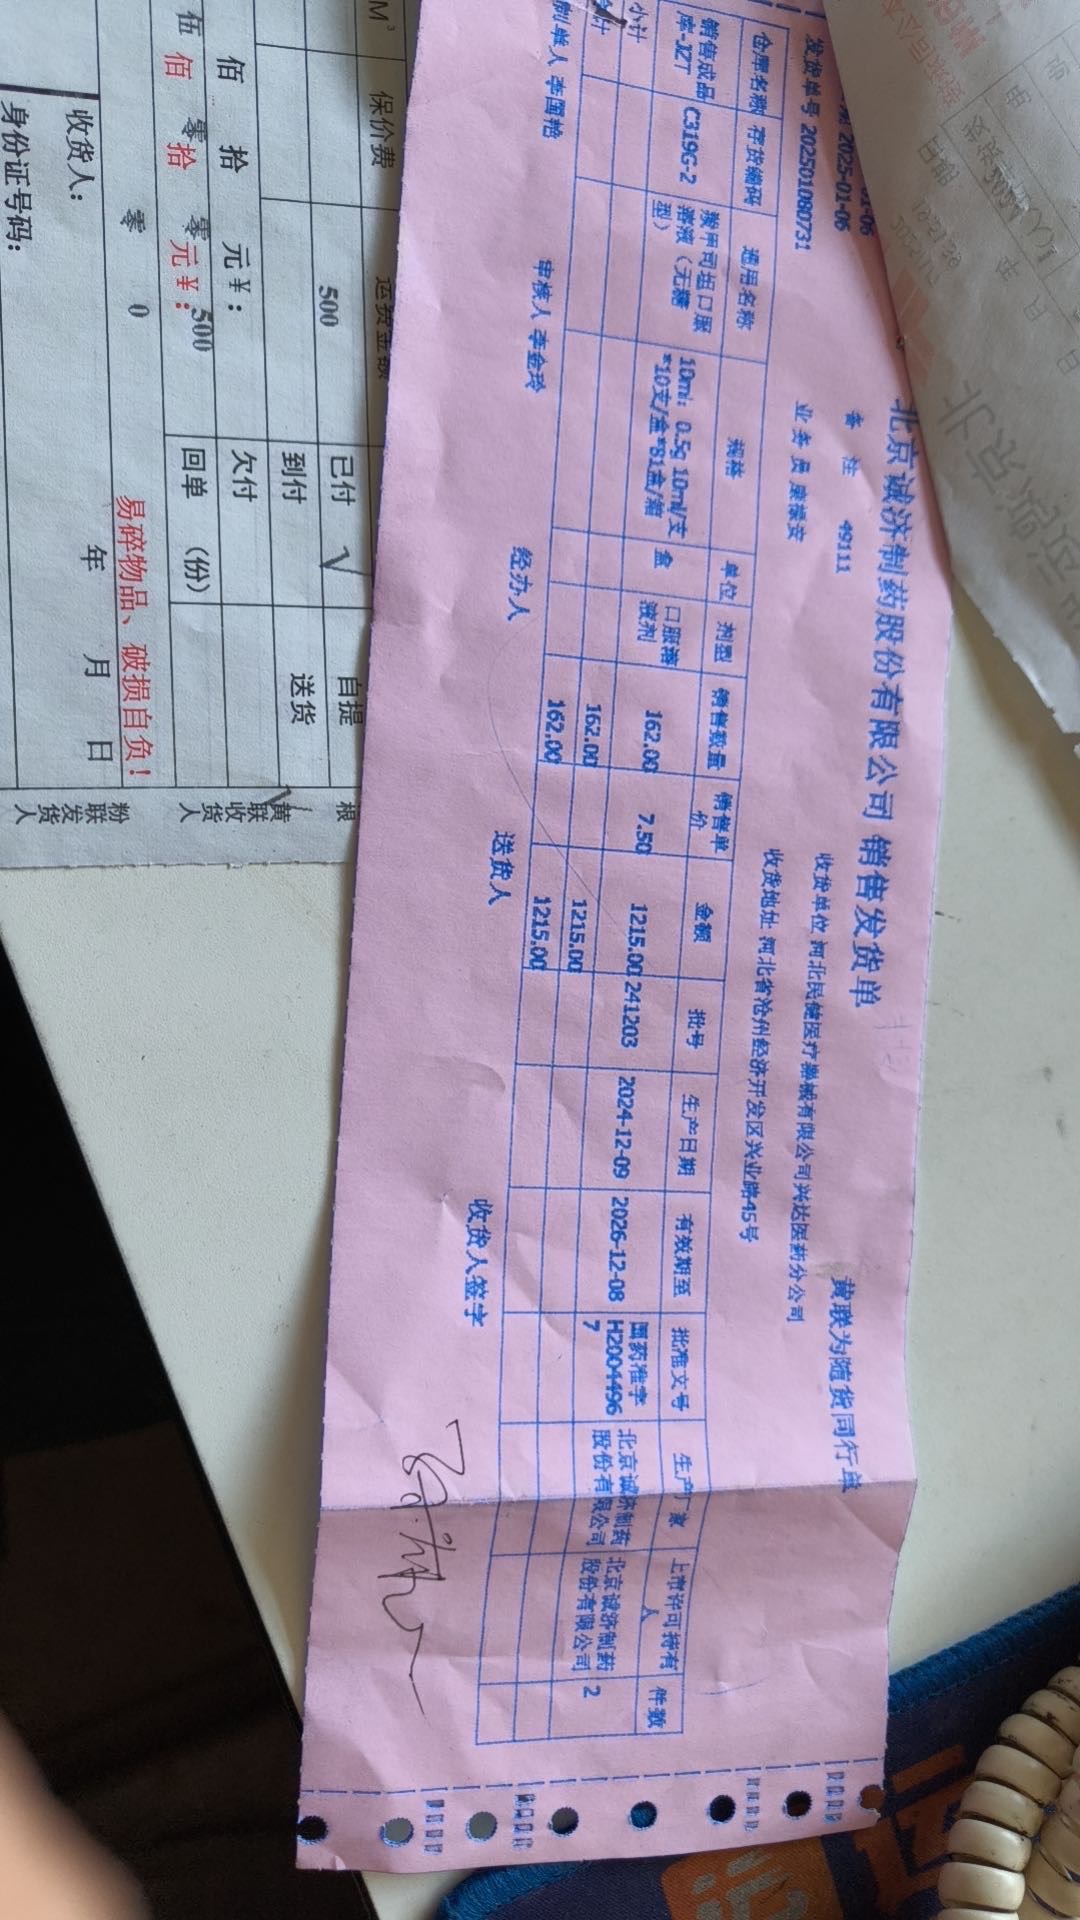 北京诚济制药股份有限公司 销售发货单
黄联为随货同行单
2025-01-06
备 注 49111
收货单位 河北民健医疗器械有限公司兴达医药分公司
发货单号 202501080731
业 务 员
收货地址 河北省沧州经济开发区兴业路45号
仓库名称 存货编码 通用名称 规格 单位 剂型 销售数量 销售单价 金额 批号 生产日期 有效期至 批准文号 生产厂家 上市许可持有人 件数
销售成品库-JZT C319G-2 羧甲司坦口服溶液（无糖型） 10ml：0.5g 10ml/支*10支/盒*81盒/箱 盒 口服溶液剂 162.00 7.50 1215.00 241203 2024-12-09 2026-12-08 国药准字H20044967 北京诚济制药股份有限公司 北京诚济制药股份有限公司 2
小计 162.00 1215.00
合计 162.00 1215.00
制单人 李国艳 审核人 李金玲 经办人 送货人 收货人签字
M³ 保价费 运费金额
500 已付 √ 自提
到付 送货
佰 拾 元￥： 欠付
伍 佰 零 拾 零 元￥：500 回单 （份）
零 0
易碎物品、破损自负！
收货人： 年 月 日
身份证号码：
根
黄联收货人
粉联发货人